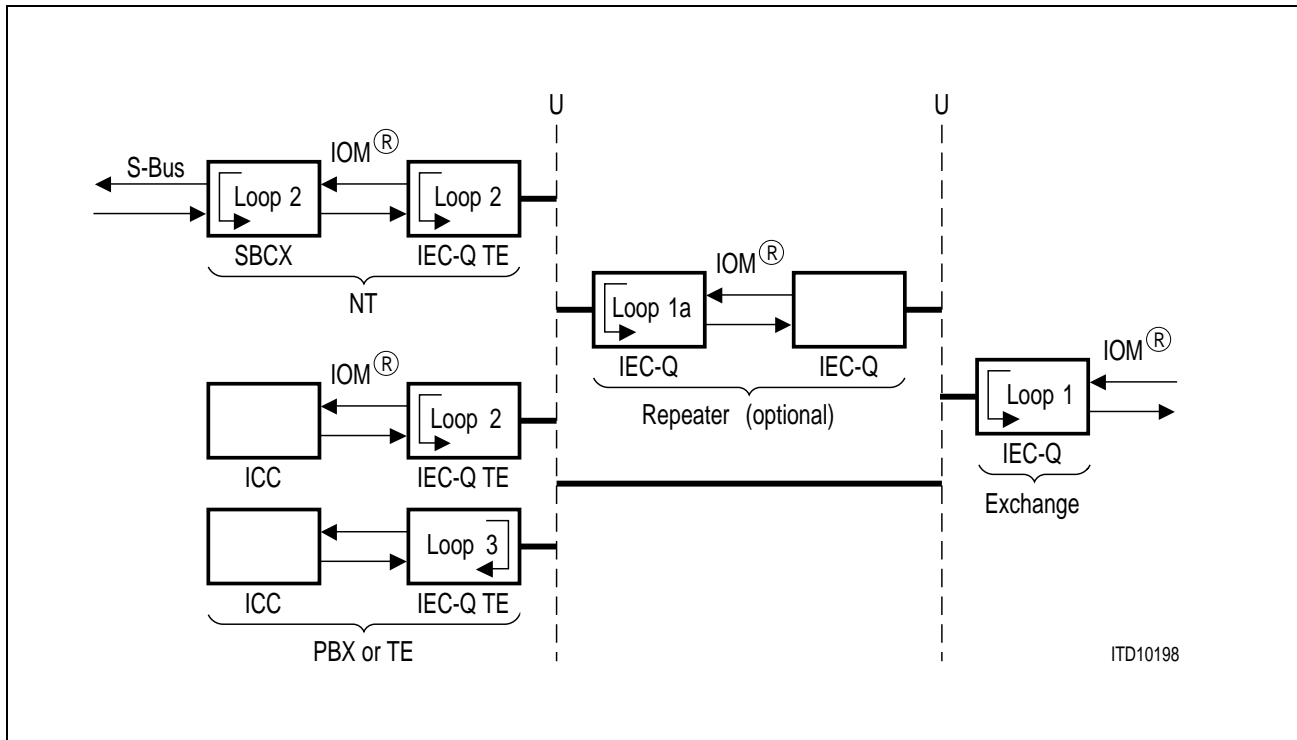 U
U
S-Bus
IOM®
Loop 2
Loop 2
SBCX
IEC-Q TE
NT
IOM®
Loop 1a
IEC-Q
IEC-Q
Repeater (optional)
IOM®
Loop 1
IEC-Q
Exchange
IOM®
Loop 2
ICC
IEC-Q TE
Loop 3
ICC
IEC-Q TE
PBX or TE
ITD10198